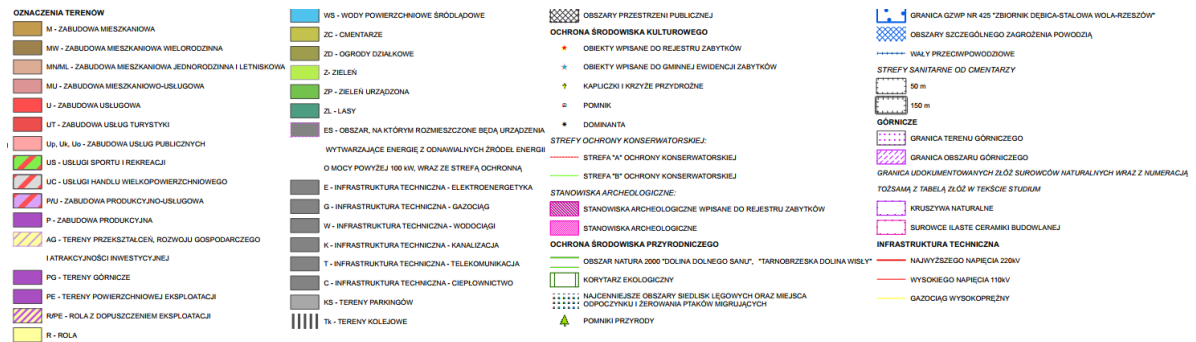 OZNACZENIA TERENÓW
M - ZABUDOWA MIESZKANIOWA
MW - ZABUDOWA MIESZKANIOWA WIELORODZINNA
MN/ML - ZABUDOWA MIESZKANIOWA JEDNORODZINNA I LETNISKOWA
MU - ZABUDOWA MIESZKANIOWO-USŁUGOWA
U - ZABUDOWA USŁUGOWA
UT - ZABUDOWA USŁUG TURYSTYKI
Up, Uk, Uo - ZABUDOWA USŁUG PUBLICZNYCH
US - USŁUGI SPORTU I REKREACJI
UC - USŁUGI HANDLU WIELKOPOWIERZCHNIOWEGO
P/U - ZABUDOWA PRODUKCYJNO-USŁUGOWA
P - ZABUDOWA PRODUKCYJNA
AG - TERENY PRZEKSZTAŁCEŃ, ROZWOJU GOSPODARCZEGO
I ATRAKCYJNOŚCI INWESTYCYJNEJ
PG - TERENY GÓRNICZE
PE - TERENY POWIERZCHNIOWEJ EKSPLOATACJI
R/PE - ROLA Z DOPUSZCZENIEM EKSPLOATACJI
R - ROLA
WS - WODY POWIERZCHNIOWE ŚRÓDLĄDOWE
ZC - CMENTARZE
ZD - OGRODY DZIAŁKOWE
Z- ZIELEŃ
ZP - ZIELEŃ URZĄDZONA
ZL - LASY
ES - OBSZAR, NA KTÓRYM ROZMIESZCZONE BĘDĄ URZĄDZENIA
WYTWARZAJĄCE ENERGIĘ Z ODNAWIALNYCH ŹRÓDEŁ ENERGII
O MOCY POWYŻEJ 100 kW, WRAZ ZE STREFĄ OCHRONNĄ
E - INFRASTRUKTURA TECHNICZNA - ELEKTROENERGETYKA
G - INFRASTRUKTURA TECHNICZNA - GAZOCIĄG
W - INFRASTRUKTURA TECHNICZNA - WODOCIĄGI
K - INFRASTRUKTURA TECHNICZNA - KANALIZACJA
T - INFRASTRUKTURA TECHNICZNA - TELEKOMUNIKACJA
C - INFRASTRUKTURA TECHNICZNA - CIEPŁOWNICTWO
KS - TERENY PARKINGÓW
Tk - TERENY KOLEJOWE
OBSZARY PRZESTRZENI PUBLICZNEJ
OCHRONA ŚRODOWISKA KULTUROWEGO
OBIEKTY WPISANE DO REJESTRU ZABYTKÓW
OBIEKTY WPISANE DO GMINNEJ EWIDENCJI ZABYTKÓW
KAPLICZKI I KRZYŻE PRZYDROŻNE
POMNIK
DOMINANTA
STREFY OCHRONY KONSERWATORSKIEJ:
STREFA "A" OCHRONY KONSERWATORSKIEJ
STREFA "B" OCHRONY KONSERWATORSKIEJ
STANOWISKA ARCHEOLOGICZNE:
STANOWISKA ARCHEOLOGICZNE WPISANE DO REJESTRU ZABYTKÓW
STANOWISKA ARCHEOLOGICZNE
OCHRONA ŚRODOWISKA PRZYRODNICZEGO
OBSZAR NATURA 2000 "DOLINA DOLNEGO SANU", "TARNOBRZESKA DOLINA WISŁY"
KORYTARZ EKOLOGICZNY
NAJCENNIEJSZE OBSZARY SIEDLISK LĘGOWYCH ORAZ MIEJSCA
ODPOCZYNKU I ŻEROWANIA PTAKÓW MIGRUJĄCYCH
POMNIKI PRZYRODY
GRANICA GZWP NR 425 "ZBIORNIK DĘBICA-STALOWA WOLA-RZESZÓW"
OBSZARY SZCZEGÓLNEGO ZAGROŻENIA POWODZIĄ
WAŁY PRZECIWPOWODZIOWE
STREFY SANITARNE OD CMENTARZY
50 m
150 m
GÓRNICZE
GRANICA TERENU GÓRNICZEGO
GRANICA OBSZARU GÓRNICZEGO
GRANICA UDOKUMENTOWANYCH ZŁÓŻ SUROWCÓW NATURALNYCH WRAZ Z NUMERACJĄ
TOŻSAMĄ Z TABELĄ ZŁÓŻ W TEKŚCIE STUDIUM
KRUSZYWA NATURALNE
SUROWCE ILASTE CERAMIKI BUDOWLANEJ
INFRASTRUKTURA TECHNICZNA
NAJWYŻSZEGO NAPIĘCIA 220kV
WYSOKIEGO NAPIĘCIA 110kV
GAZOCIĄG WYSOKOPRĘŻNY